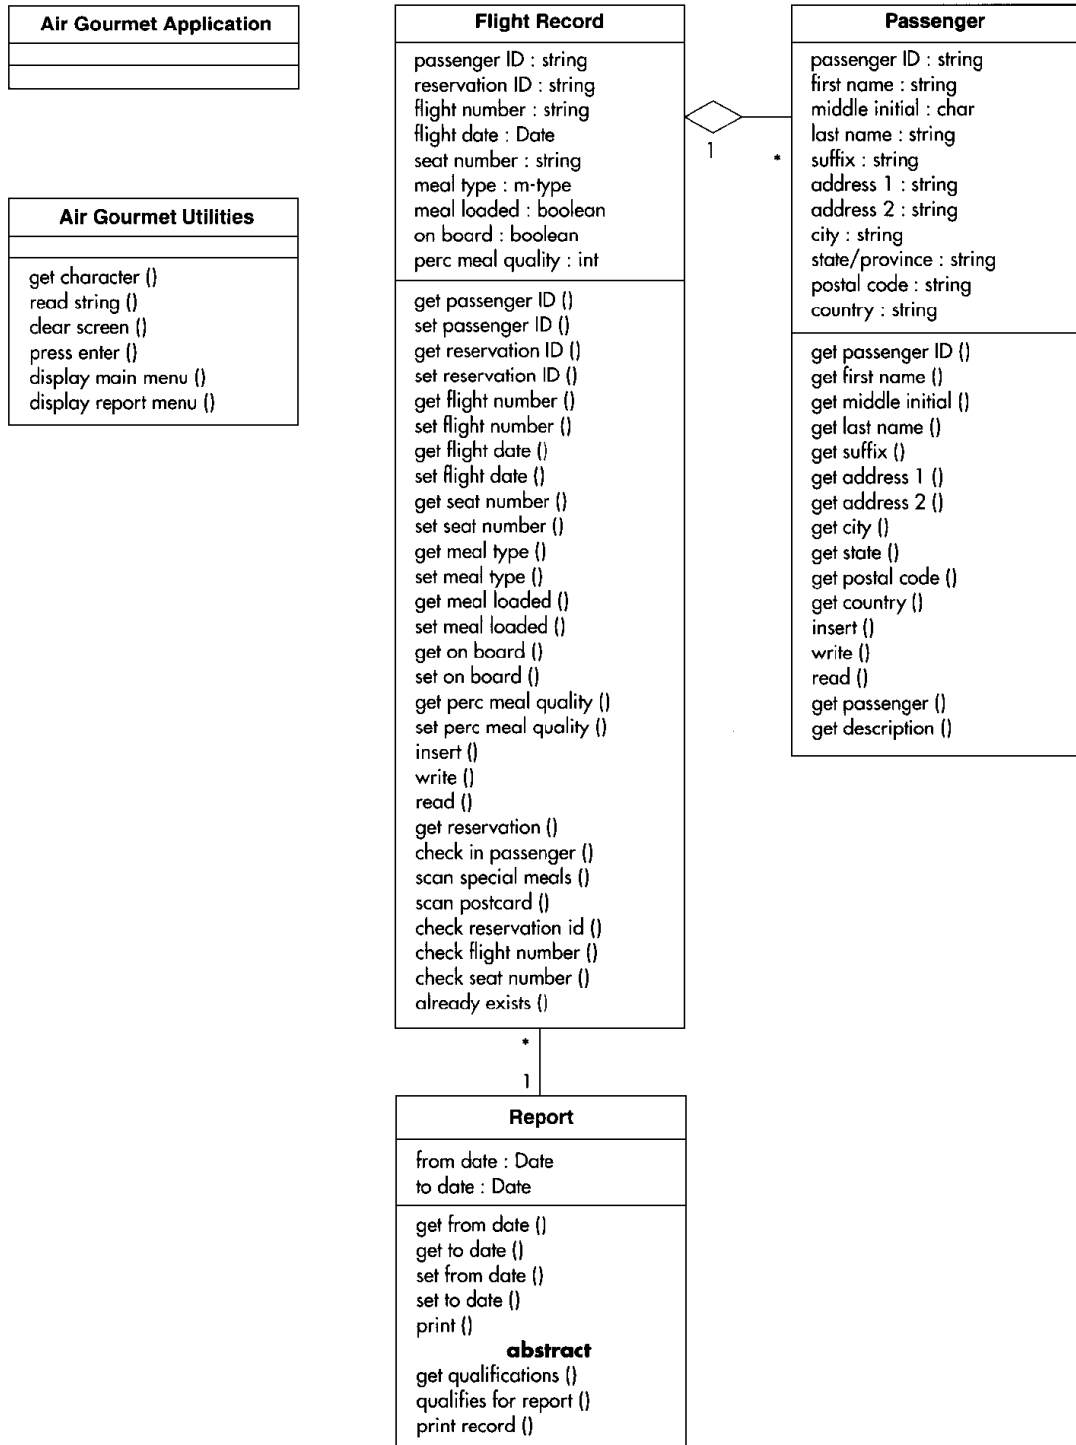 Air Gourmet Application
Air Gourmet Utilities
get character ()
read string ()
clear screen ()
press enter ()
display main menu ()
display report menu ()
Flight Record
passenger ID : string
reservation ID : string
flight number : string
flight date : Date
seat number : string
meal type : m-type
meal loaded : boolean
on board : boolean
perc meal quality : int
get passenger ID ()
set passenger ID ()
get reservation ID ()
set reservation ID ()
get flight number ()
set flight number ()
get flight date ()
set flight date ()
get seat number ()
set seat number ()
get meal type ()
set meal type ()
get meal loaded ()
set meal loaded ()
get on board ()
set on board ()
get perc meal quality ()
set perc meal quality ()
insert ()
write ()
read ()
get reservation ()
check in passenger ()
scan special meals ()
scan postcard ()
check reservation id ()
check flight number ()
check seat number ()
already exists ()
1
*
Passenger
passenger ID : string
first name : string
middle initial : char
last name : string
suffix : string
address 1 : string
address 2 : string
city : string
state/province : string
postal code : string
country : string
get passenger ID ()
get first name ()
get middle initial ()
get last name ()
get suffix ()
get address 1 ()
get address 2 ()
get city ()
get state ()
get postal code ()
get country ()
insert ()
write ()
read ()
get passenger ()
get description ()
*
1
Report
from date : Date
to date : Date
get from date ()
get to date ()
set from date ()
set to date ()
print ()
abstract
get qualifications ()
qualifies for report ()
print record ()